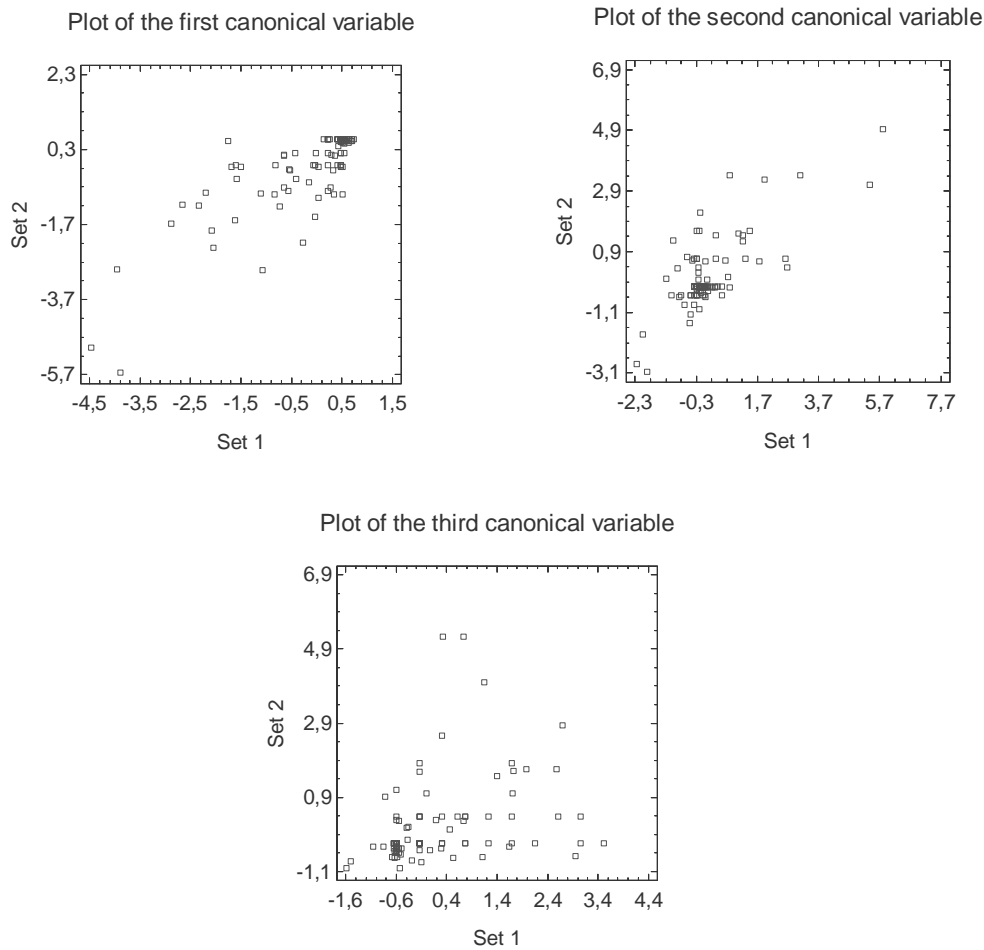 Plot of the first canonical variable
2,3
0,3
-1,7
-3,7
-5,7
Set 2
-4,5 -3,5 -2,5 -1,5 -0,5 0,5 1,5
Set 1
Plot of the second canonical variable
6,9
4,9
2,9
0,9
-1,1
-3,1
Set 2
-2,3 -0,3 1,7 3,7 5,7 7,7
Set 1
Plot of the third canonical variable
6,9
4,9
2,9
0,9
-1,1
Set 2
-1,6 -0,6 0,4 1,4 2,4 3,4 4,4
Set 1